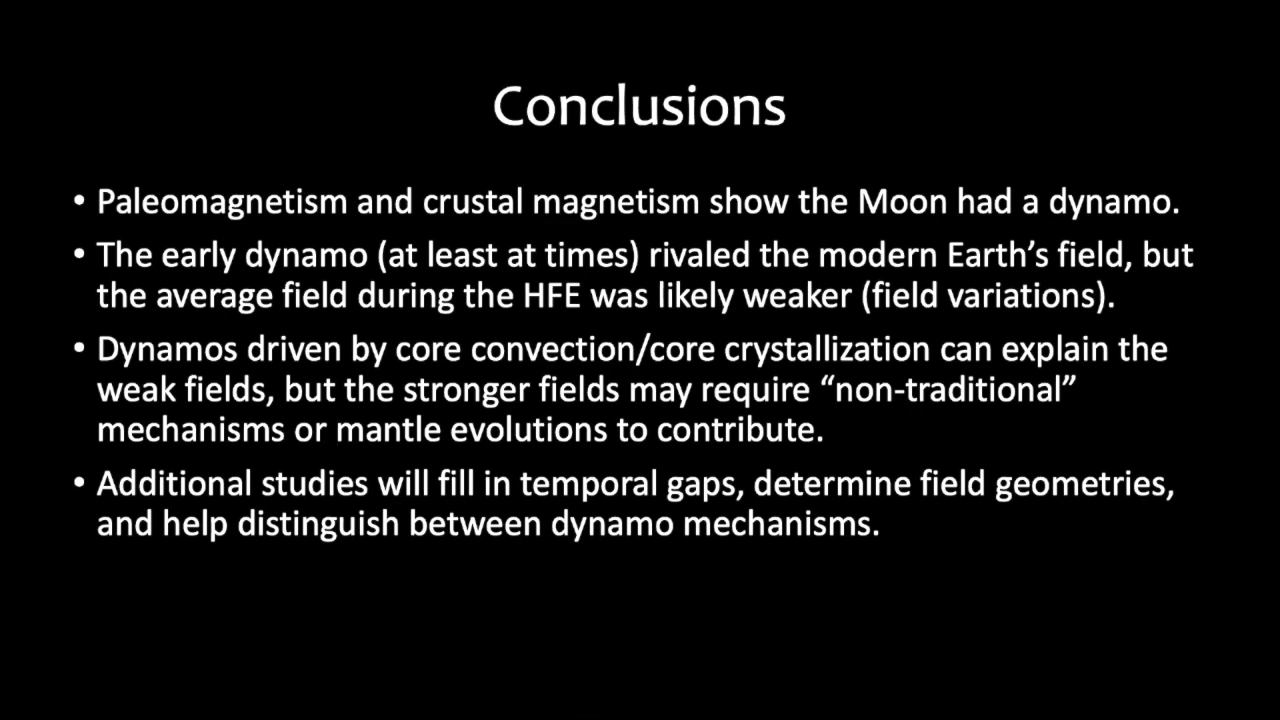 Conclusions
• Paleomagnetism and crustal magnetism show the Moon had a dynamo.
• The early dynamo (at least at times) rivaled the modern Earth’s field, but
the average field during the HFE was likely weaker (field variations).
• Dynamos driven by core convection/core crystallization can explain the
weak fields, but the stronger fields may require “non-traditional”
mechanisms or mantle evolutions to contribute.
• Additional studies will fill in temporal gaps, determine field geometries,
and help distinguish between dynamo mechanisms.